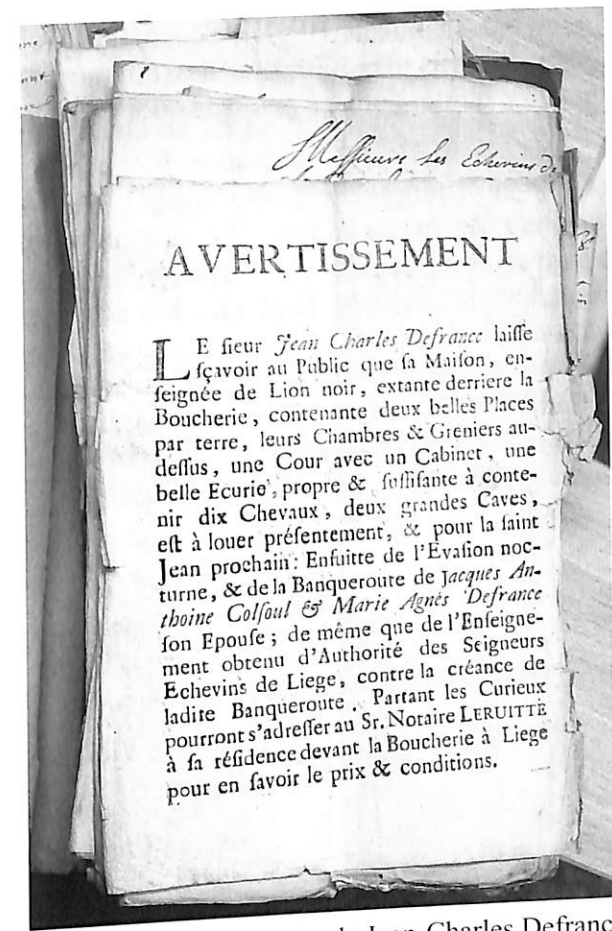 Messieurs Les Echevins de
AVERTISSEMENT
LE ſieur Jean Charles Defrance laiſſe
ſçavoir au Public que ſa Maiſon, en-
ſeignée de Lion noir, extante derriere la
Boucherie, contenante deux belles Places
par terre, leurs Chambres & Greniers au-
deſſus, une Cour avec un Cabinet, une
belle Ecurie, propre & ſuffiſante à conte-
nir dix Chevaux, deux grandes Caves,
eſt à louer préſentement, & pour la ſaint
Jean prochain: Enſuitte de l'Evaſion noc-
turne, & de la Banqueroute de Jacques An-
thoine Colſoul & Marie Agnés Defrance
ſon Epouſe; de même que de l'Enſeigne-
ment obtenu d'Authorité des Seigneurs
Echevins de Liege, contre la créance de
ladite Banqueroute. Partant les Curieux
pourront s'adreſſer au Sr. Notaire LERUITTE
à ſa réſidence devant la Boucherie à Liege
pour en ſavoir le prix & conditions.
Jean Charles Defranc